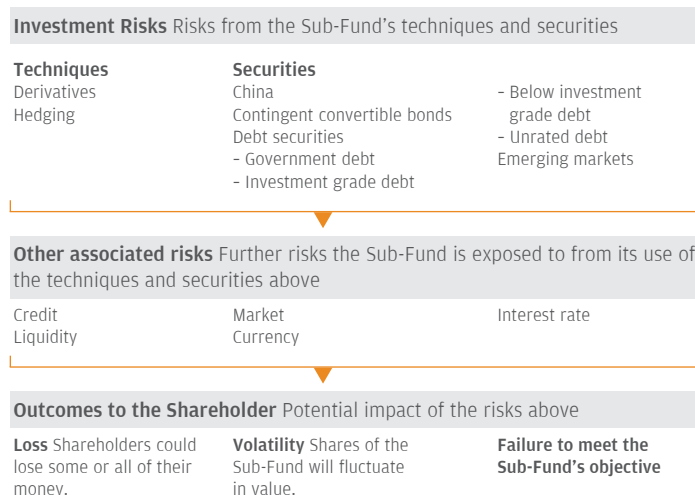 Investment Risks Risks from the Sub-Fund's techniques and securities
Techniques
Derivatives
Hedging
Securities
China
Contingent convertible bonds
Debt securities
- Government debt
- Investment grade debt
- Below investment
grade debt
- Unrated debt
Emerging markets
Other associated risks Further risks the Sub-Fund is exposed to from its use of
the techniques and securities above
Credit
Liquidity
Market
Currency
Interest rate
Outcomes to the Shareholder Potential impact of the risks above
Loss Shareholders could
lose some or all of their
money.
Volatility Shares of the
Sub-Fund will fluctuate
in value.
Failure to meet the
Sub-Fund's objective